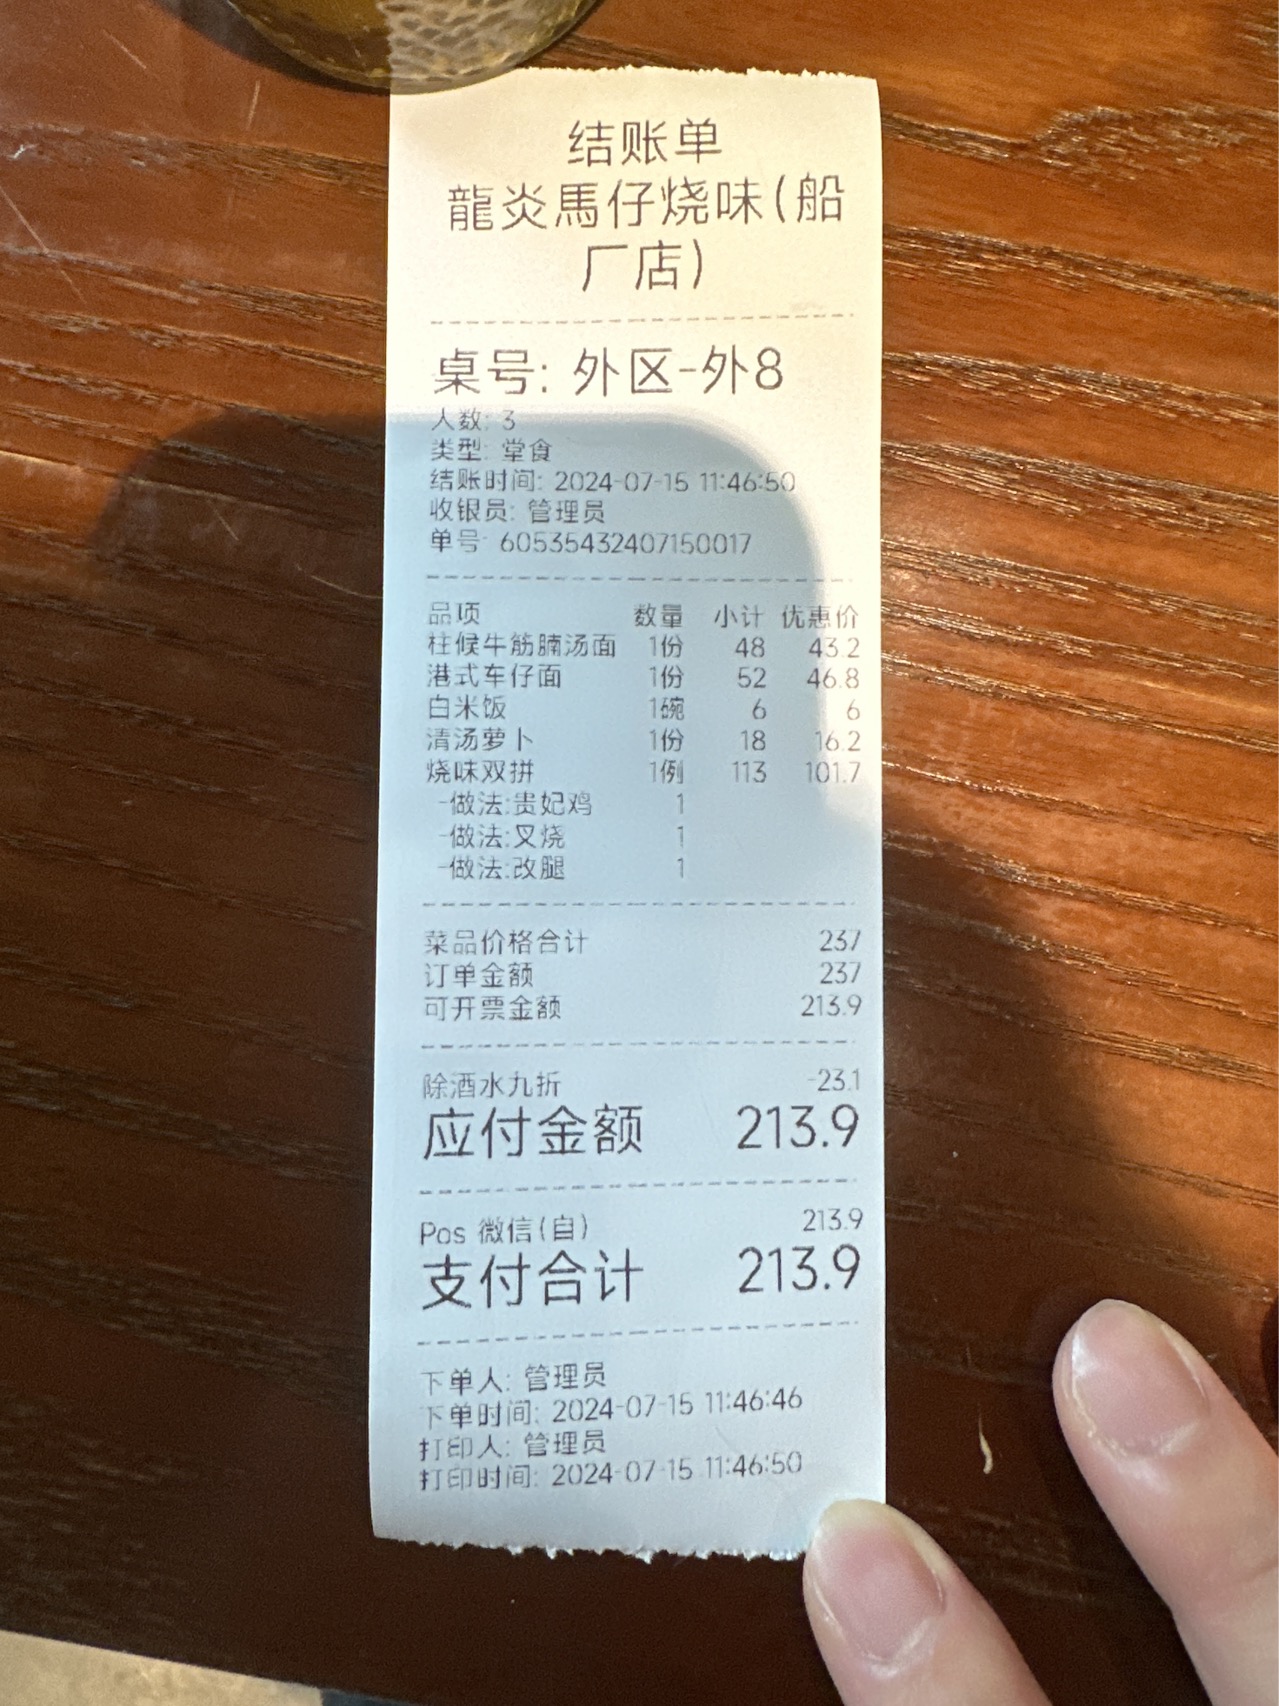 结账单
龍炎馬仔烧味(船
厂店)
桌号: 外区-外8
人数: 3
类型: 堂食
结账时间: 2024-07-15 11:46:50
收银员: 管理员
单号: 605354432407150017
品项 数量 小计 优惠价
柱候牛筋腩汤面 1份 48 43.2
港式车仔面 1份 52 46.8
白米饭 1碗 6 6
清汤萝卜 1份 18 16.2
烧味双拼 1例 113 101.7
-做法:贵妃鸡 1
-做法:叉烧 1
-做法:改腿 1
菜品价格合计 237
订单金额 237
可开票金额 213.9
除酒水九折 -23.1
应付金额 213.9
Pos 微信(自) 213.9
支付合计 213.9
下单人: 管理员
下单时间: 2024-07-15 11:46:46
打印人: 管理员
打印时间: 2024-07-15 11:46:50